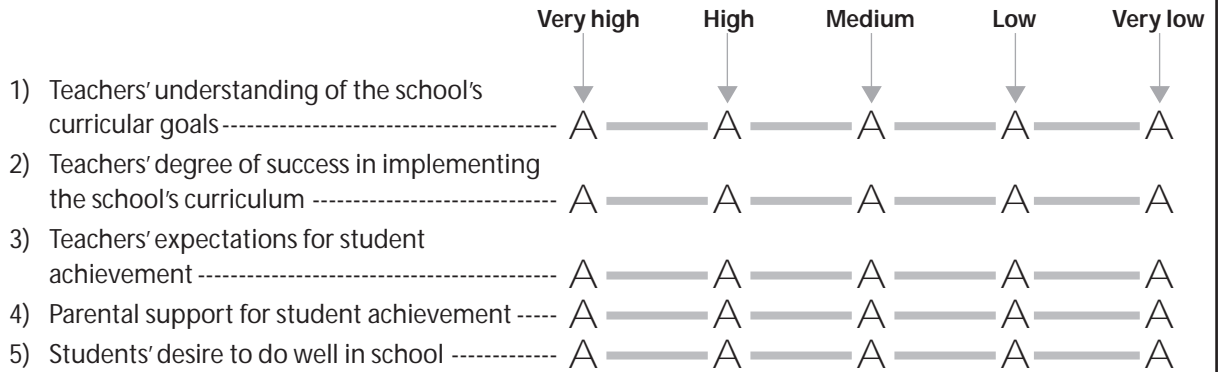 Very high High Medium Low Very low
1) Teachers' understanding of the school's
curricular goals----------------------------------------- A A A A A
2) Teachers' degree of success in implementing
the school's curriculum ------------------------------ A A A A A
3) Teachers' expectations for student
achievement -------------------------------------------- A A A A A
4) Parental support for student achievement ----- A A A A A
5) Students' desire to do well in school ------------- A A A A A